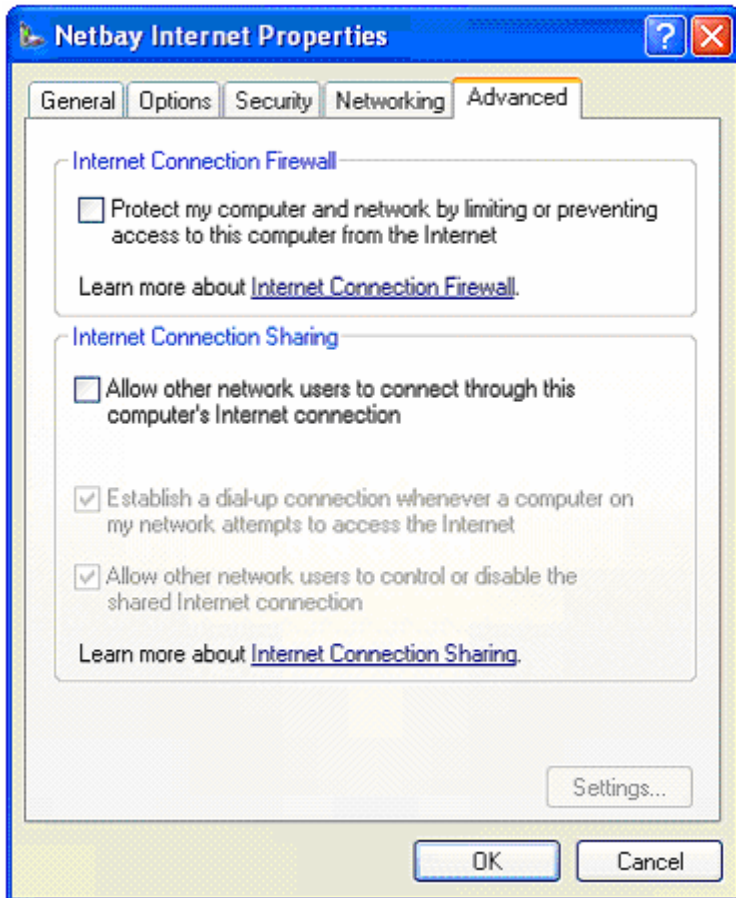 Netbay Internet Properties
General Options Security Networking Advanced
Internet Connection Firewall
Protect my computer and network by limiting or preventing
access to this computer from the Internet
Learn more about Internet Connection Firewall.
Internet Connection Sharing
Allow other network users to connect through this
computer's Internet connection
Establish a dial-up connection whenever a computer on
my network attempts to access the Internet
Allow other network users to control or disable the
shared Internet connection
Learn more about Internet Connection Sharing.
Settings...
OK Cancel